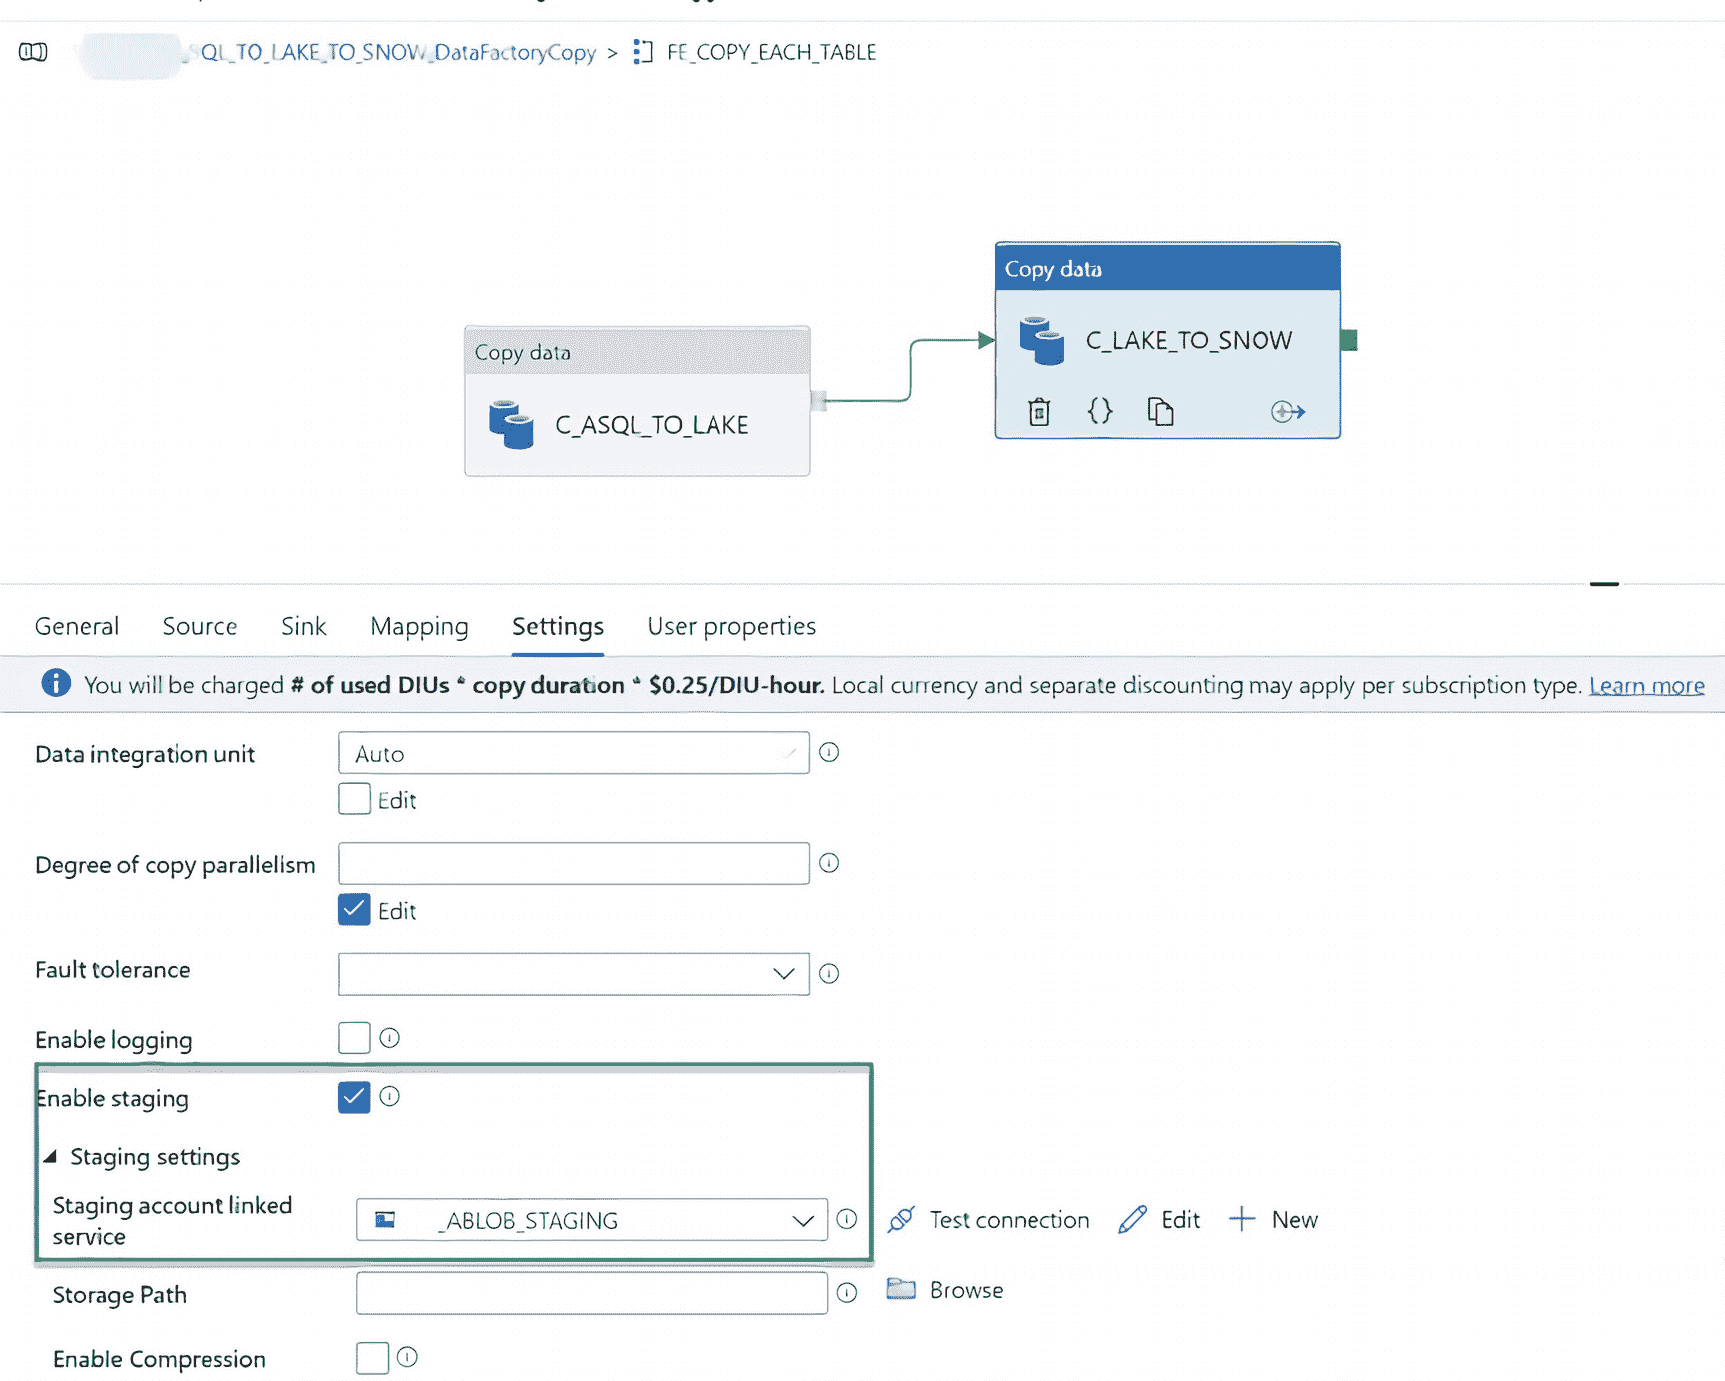 SQL_TO_LAKE_TO_SNOW_DataFactoryCopy > FE_COPY_EACH_TABLE
Copy data
C_LAKE_TO_SNOW
Copy data
C_ASQL_TO_LAKE
General Source Sink Mapping Settings User properties
You will be charged # of used DIUs * copy duration * $0.25/DIU-hour. Local currency and separate discounting may apply per subscription type. Learn more
Data integration unit Auto
Edit
Degree of copy parallelism
Edit
Fault tolerance
Enable logging
Enable staging
Staging settings
Staging account linked service _ABLOB_STAGING Test connection Edit New
Storage Path Browse
Enable Compression